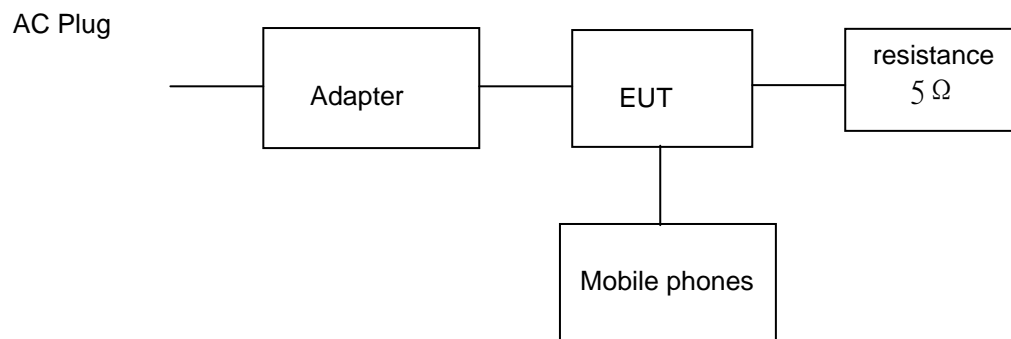 AC Plug
Adapter
EUT
resistance
5 Ω
Mobile phones